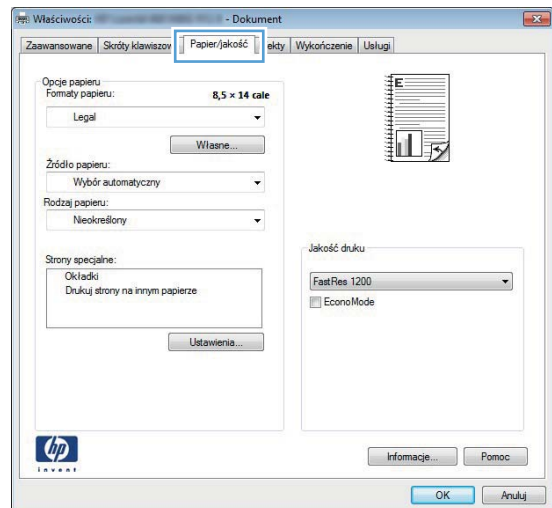 Właściwości: - Dokument
Zaawansowane Skróty klawiszow Papier/jakość ekty Wykończenie Usługi
Opcje papieru
Formaty papieru: 8,5 × 14 cale
Legal
Własne...
Źródło papieru:
Wybór automatyczny
Rodzaj papieru:
Nieokreślony
Strony specjalne:
Okładki
Drukuj strony na innym papierze
Ustawienia...
E
Jakość druku
FastRes 1200
EconoMode
hp
invent
Informacje... Pomoc
OK Anuluj